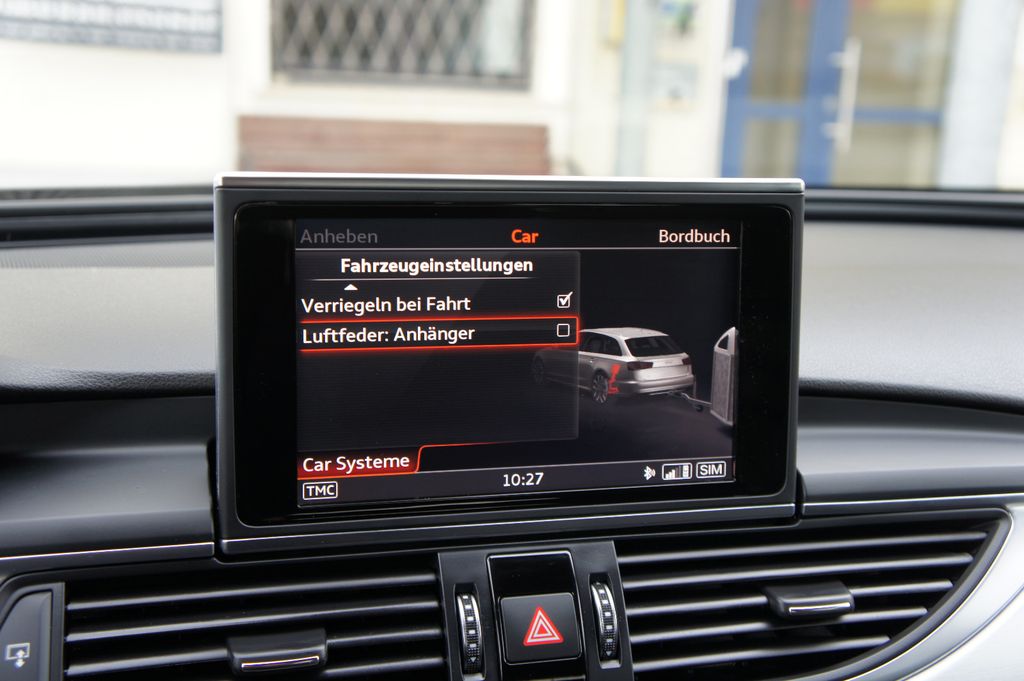 Anheben Car Bordbuch
Fahrzeugeinstellungen
Verriegeln bei Fahrt
Luftfeder: Anhänger
Car Systeme
TMC 10:27 SIM